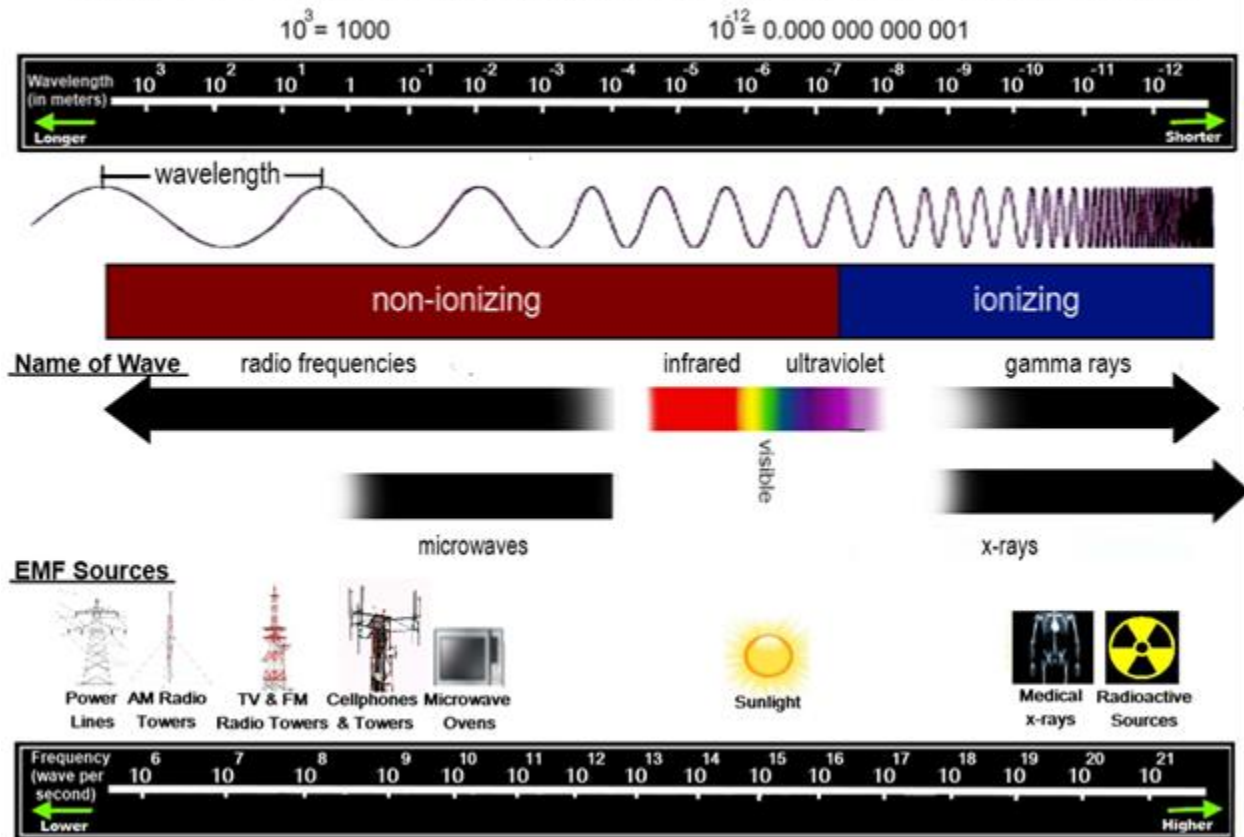 10³ = 1000 10⁻¹² = 0.000 000 000 001
Wavelength
(in meters)
10³ 10² 10¹ 1 10⁻¹ 10⁻² 10⁻³ 10⁻⁴ 10⁻⁵ 10⁻⁶ 10⁻⁷ 10⁻⁸ 10⁻⁹ 10⁻¹⁰ 10⁻¹¹ 10⁻¹²
Longer Shorter
wavelength
non-ionizing ionizing
Name of Wave radio frequencies infrared ultraviolet gamma rays
visible
microwaves x-rays
EMF Sources
Power
Lines
AM Radio
Towers
TV & FM
Radio Towers
Cellphones
& Towers
Microwave
Ovens
Sunlight
Medical
x-rays
Radioactive
Sources
Frequency
(wave per
second)
10⁶ 10⁷ 10⁸ 10⁹ 10¹⁰ 10¹¹ 10¹² 10¹³ 10¹⁴ 10¹⁵ 10¹⁶ 10¹⁷ 10¹⁸ 10¹⁹ 10²⁰ 10²¹
Lower Higher